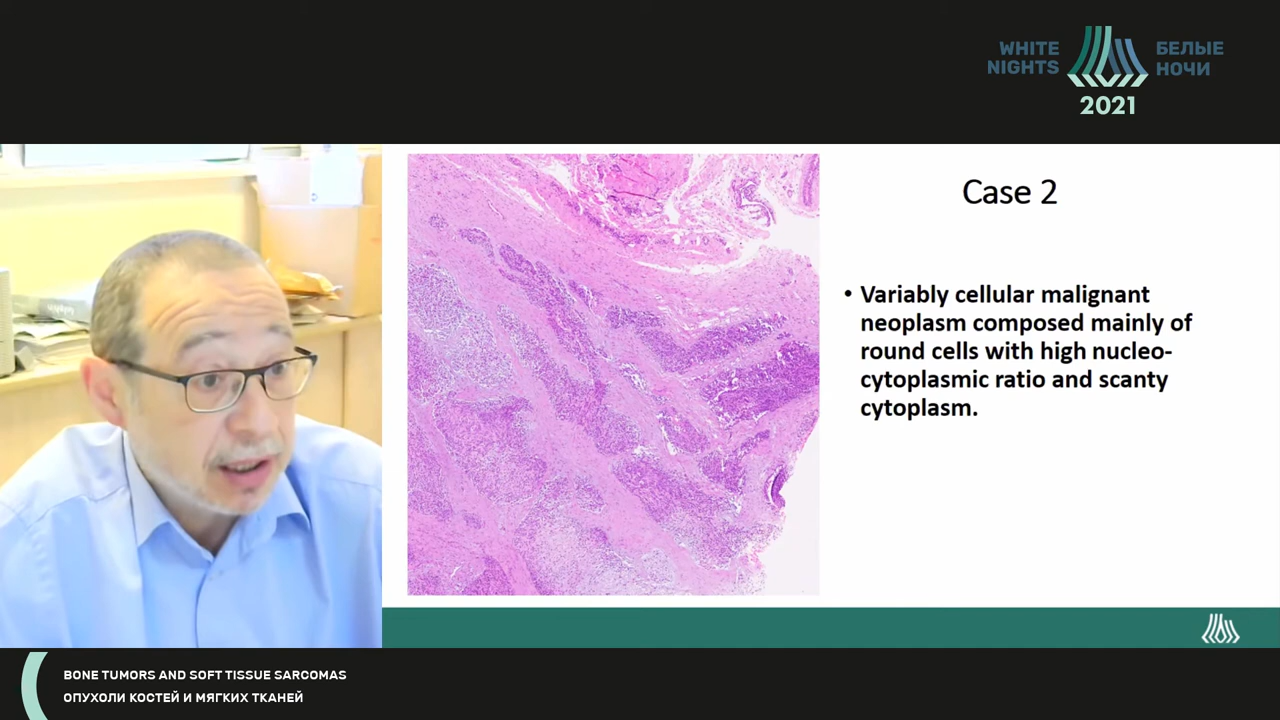 WHITE
NIGHTS
БЕЛЫЕ
НОЧИ
2021
Case 2
• Variably cellular malignant
neoplasm composed mainly of
round cells with high nucleo-
cytoplasmic ratio and scanty
cytoplasm.
BONE TUMORS AND SOFT TISSUE SARCOMAS
ОПУХОЛИ КОСТЕЙ И МЯГКИХ ТКАНЕЙ